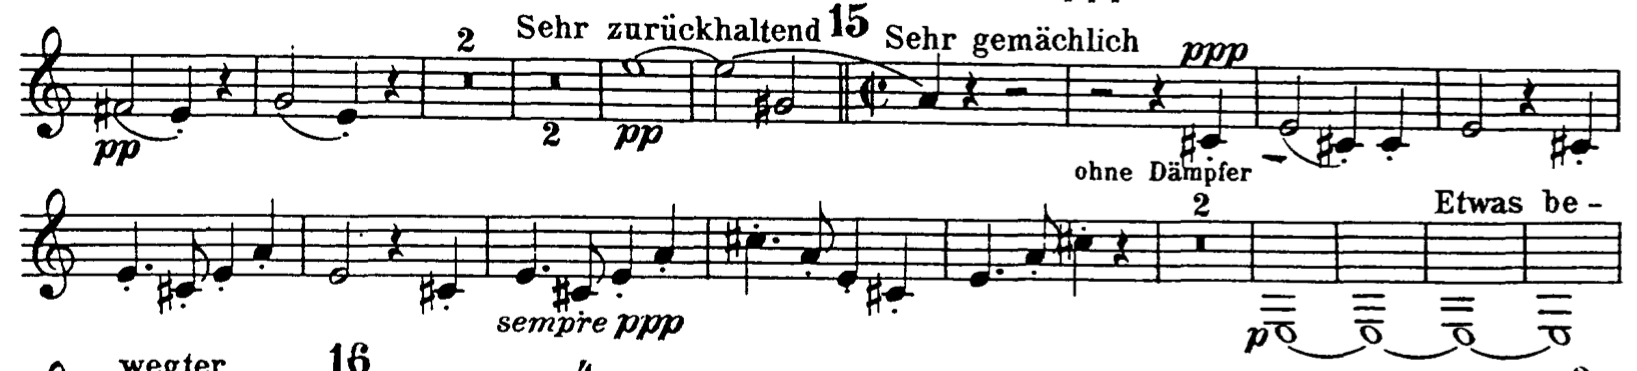 2 Sehr zurückhaltend 15 Sehr gemächlich ppp
pp 2 pp
ohne Dämpfer
2 Etwas be-
sempre ppp p
wegter 16